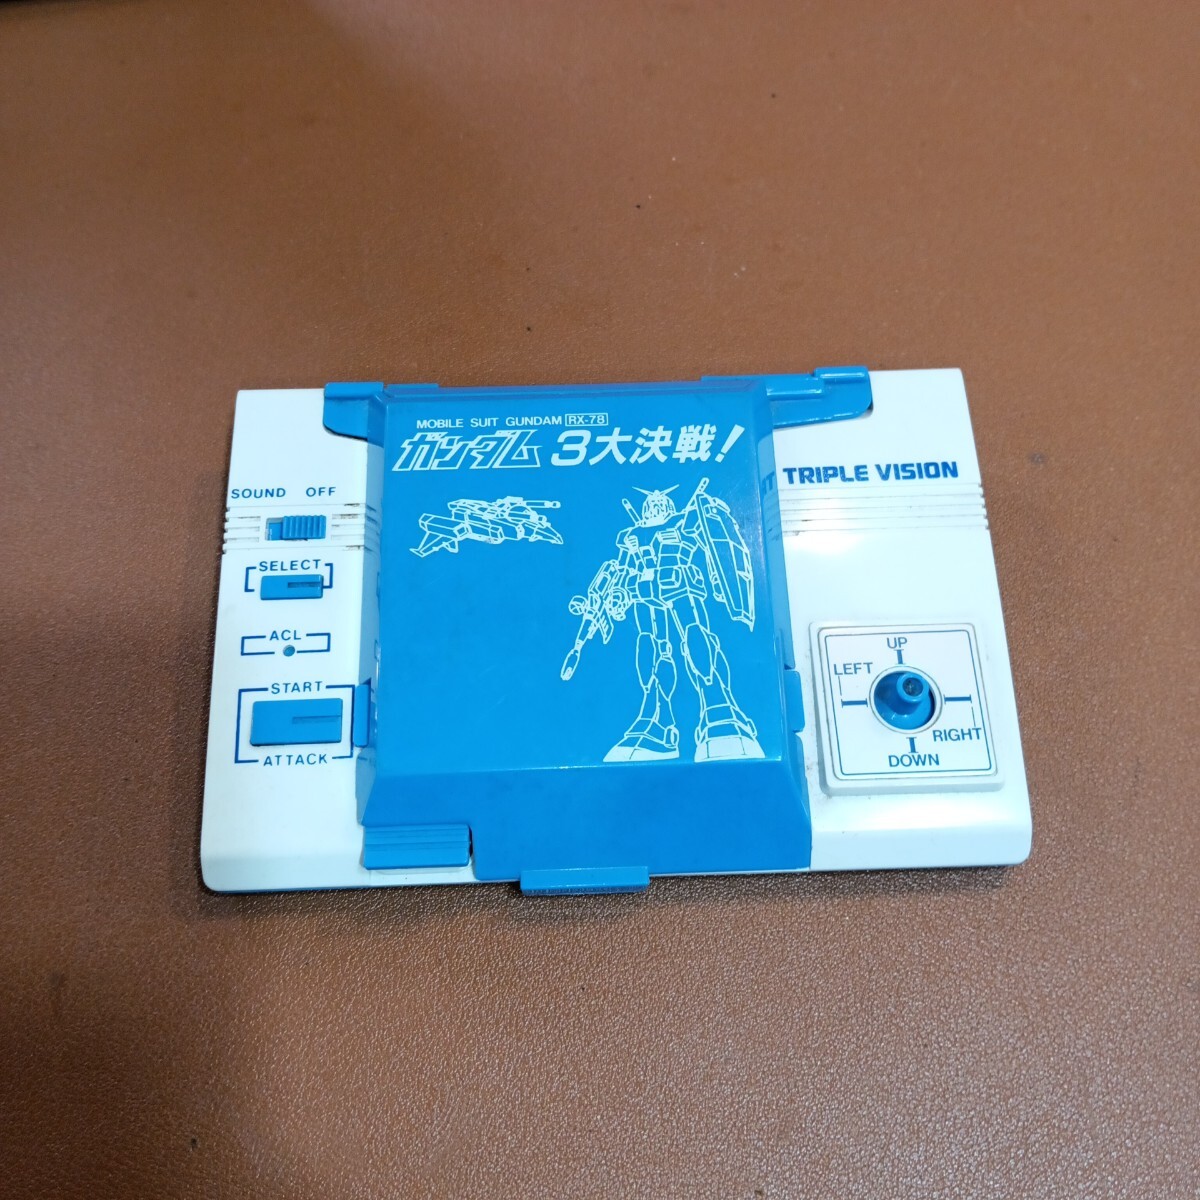 MOBILE SUIT GUNDAM RX-78
ガンダム 3大決戦!
TRIPLE VISION
SOUND OFF
SELECT
ACL
START
ATTACK
UP
LEFT
RIGHT
DOWN